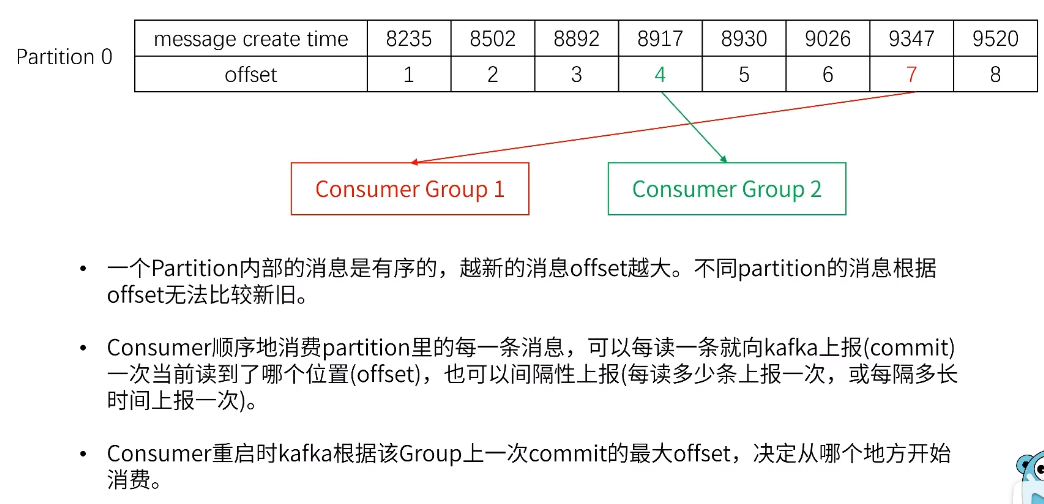 Partition 0
message create time 8235 8502 8892 8917 8930 9026 9347 9520
offset 1 2 3 4 5 6 7 8
Consumer Group 1 Consumer Group 2
• 一个Partition内部的消息是有序的，越新的消息offset越大。不同partition的消息根据
offset无法比较新旧。
• Consumer顺序地消费partition里的每一条消息，可以每读一条就向kafka上报(commit)
一次当前读到了哪个位置(offset)，也可以间隔性上报(每读多少条上报一次，或每隔多长
时间上报一次)。
• Consumer重启时kafka根据该Group上一次commit的最大offset，决定从哪个地方开始
消费。